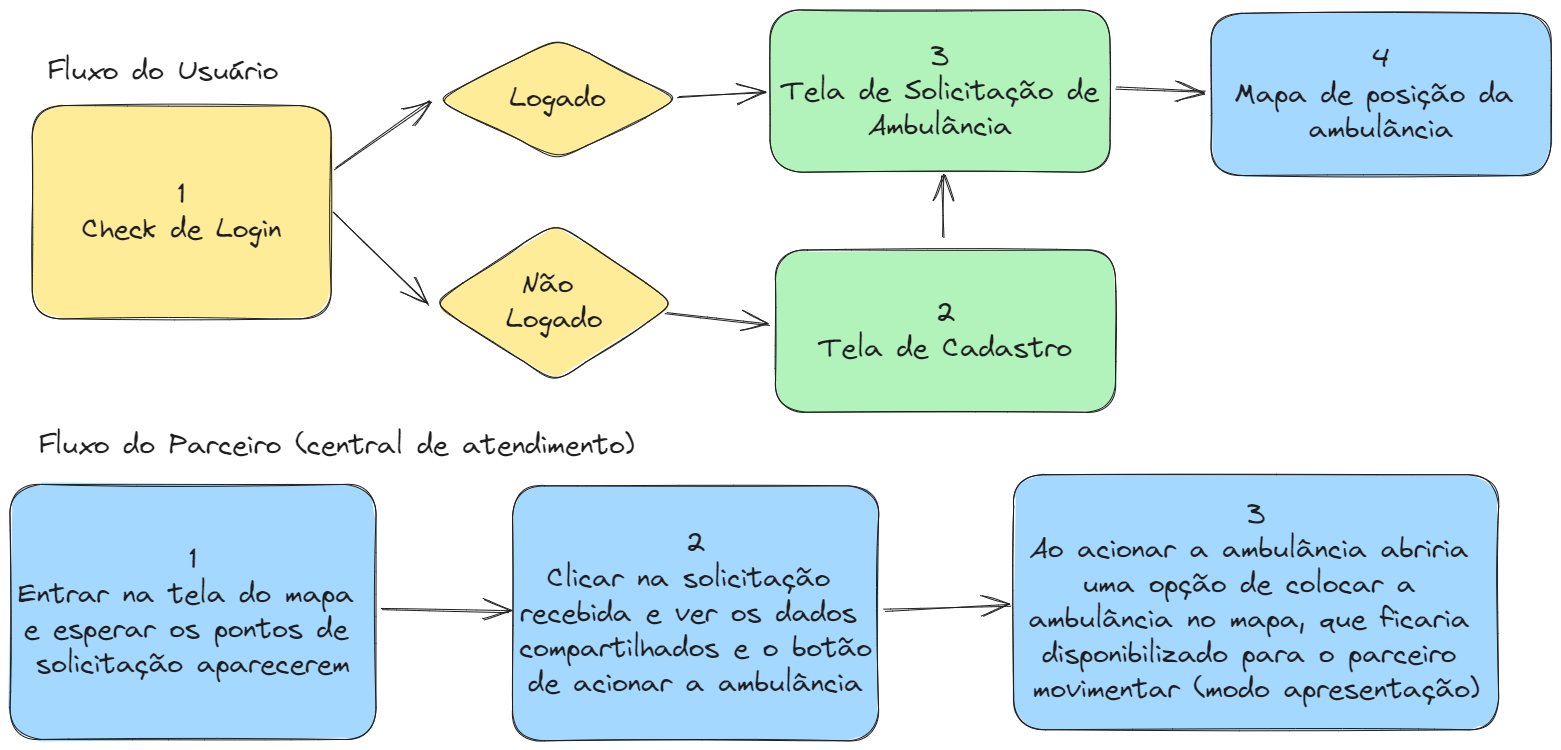 Fluxo do Usuário
1
Check de Login
Logado
Não
Logado
3
Tela de Solicitação de
Ambulância
4
Mapa de posição da
ambulância
2
Tela de Cadastro
Fluxo do Parceiro (central de atendimento)
1
Entrar na tela do mapa
e esperar os pontos de
solicitação aparecerem
2
Clicar na solicitação
recebida e ver os dados
compartilhados e o botão
de acionar a ambulância
3
Ao acionar a ambulância abriria
uma opção de colocar a
ambulância no mapa, que ficaria
disponibilizado para o parceiro
movimentar (modo apresentação)